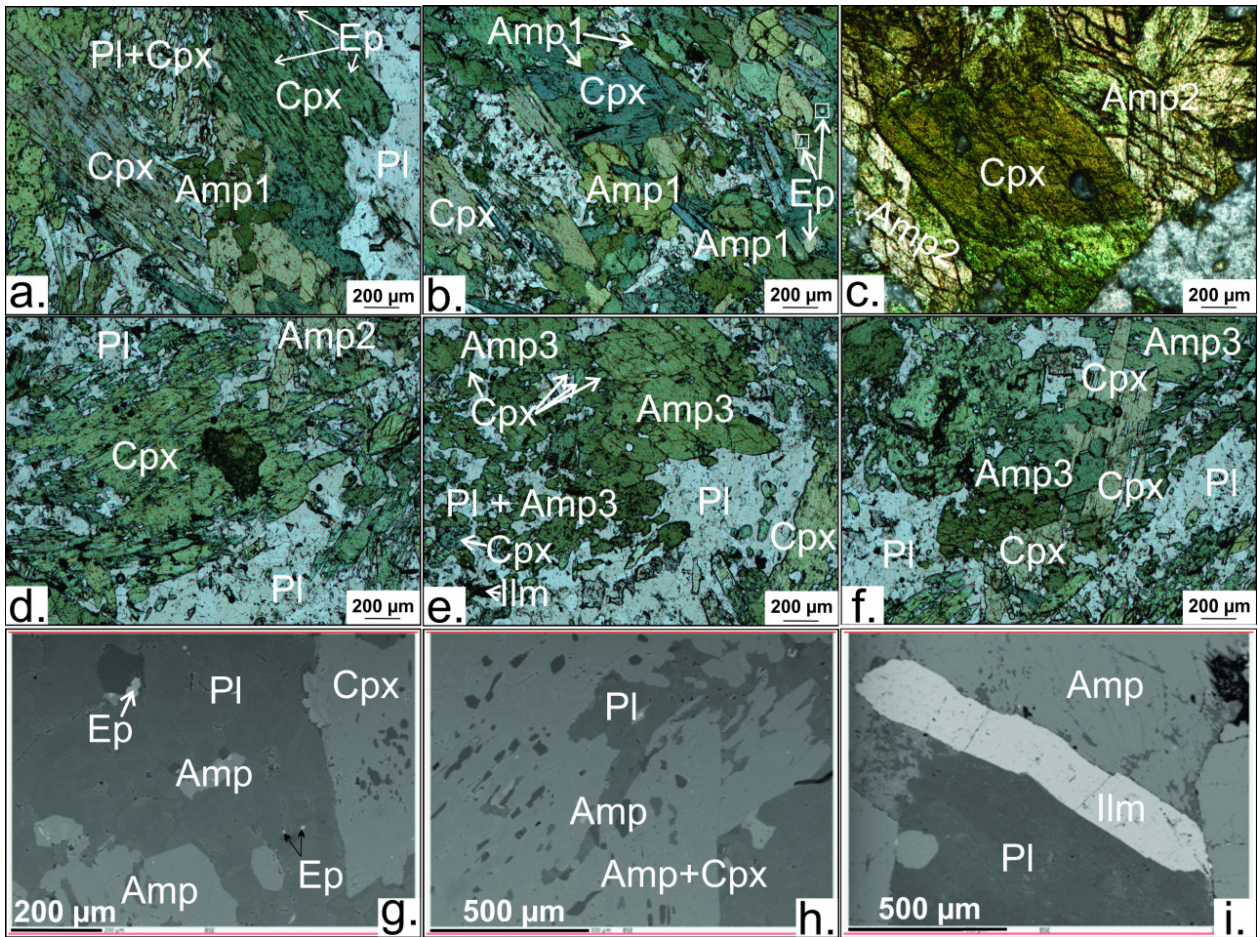 Pl+Cpx
Ep
Cpx
Cpx
Pl
Amp1
a.
200 µm
Amp1
Cpx
Ep
Cpx
Amp1
Amp1
b.
200 µm
Amp2
Cpx
Amp2
c.
200 µm
Pl
Amp2
Cpx
Pl
d.
200 µm
Amp3
Cpx
Amp3
Pl + Amp3
Pl
Cpx
Cpx
Ilm
e.
200 µm
Amp3
Cpx
Amp3
Cpx
Pl
Pl
Cpx
f.
200 µm
Pl
Cpx
Ep
Amp
Ep
Amp
200 µm
g.
BSE
Pl
Amp
Amp+Cpx
500 µm
h.
BSE
Amp
Ilm
Pl
500 µm
i.
BSE